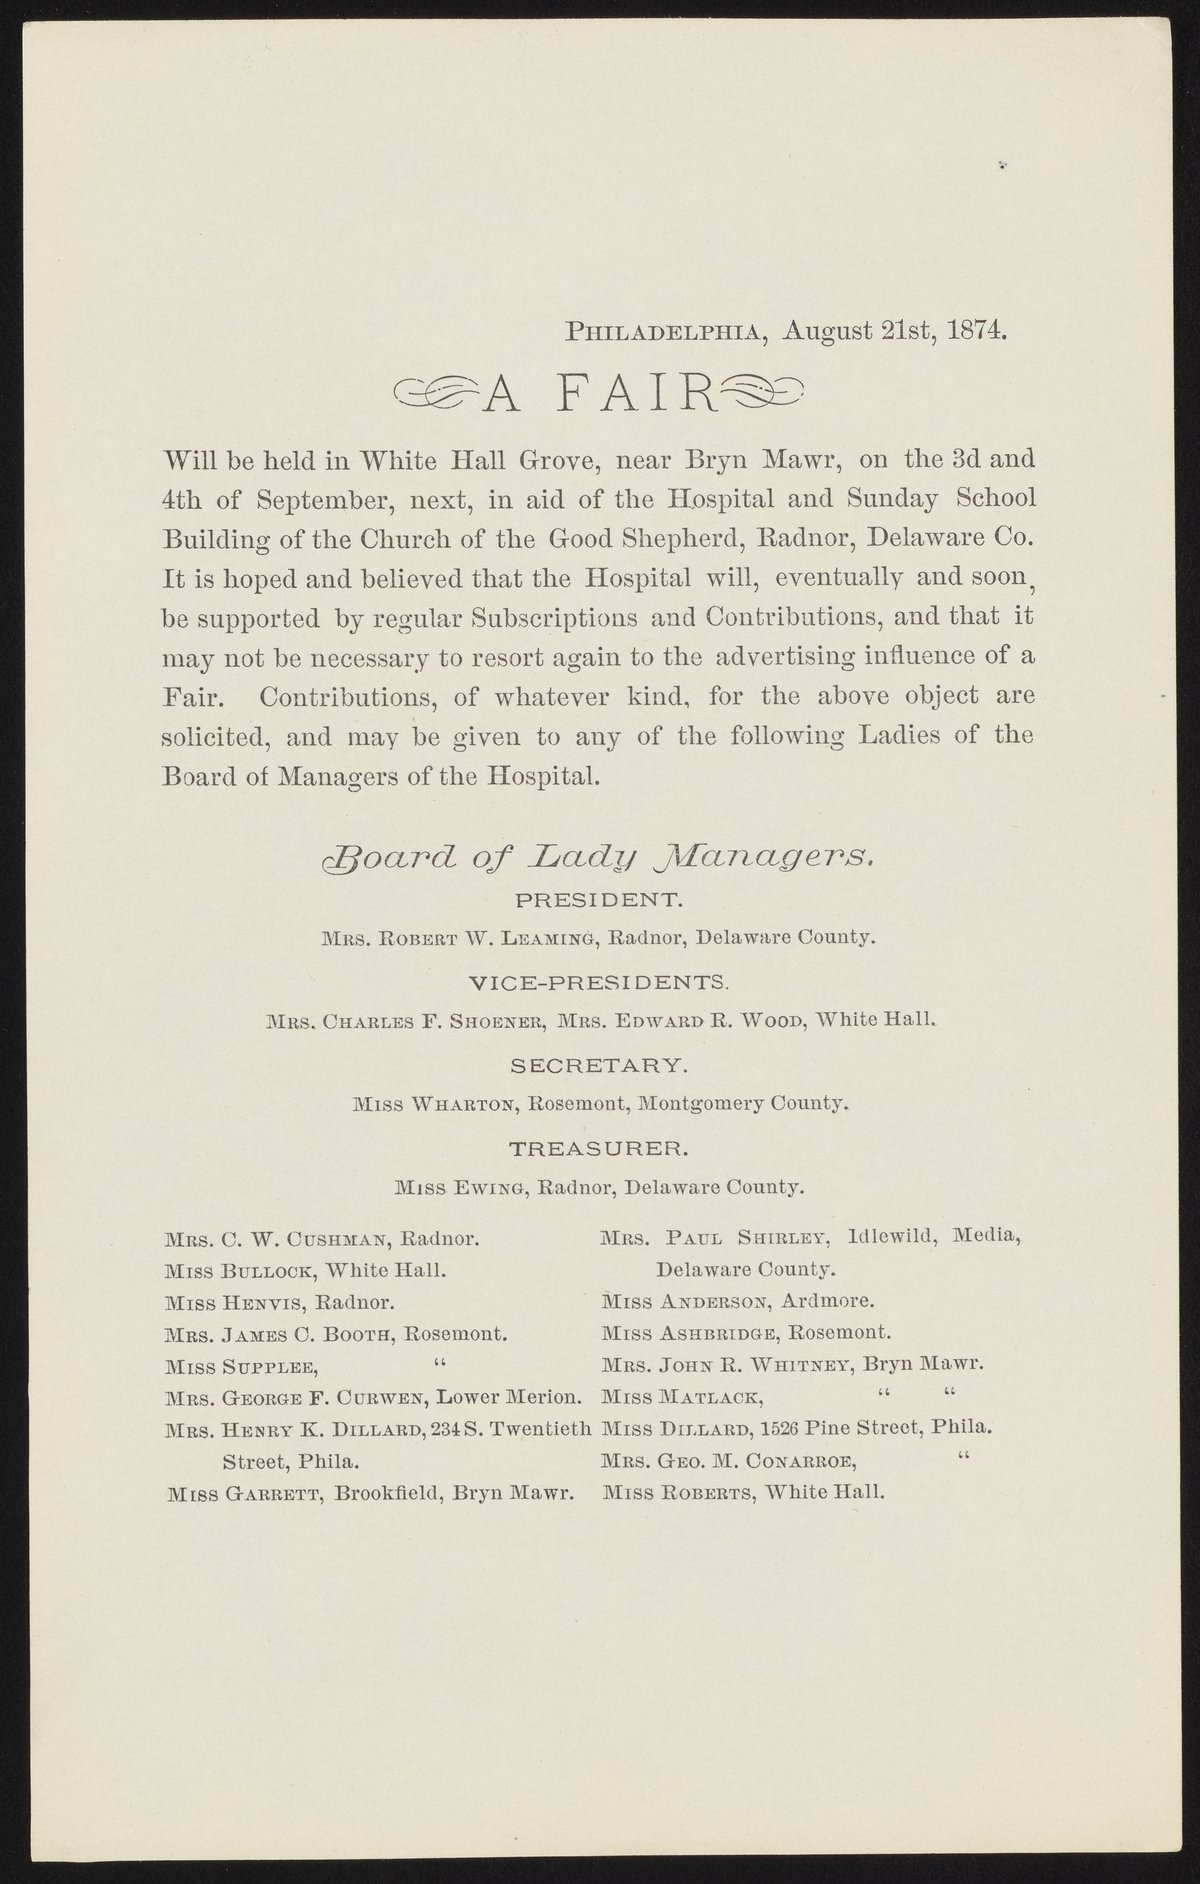 PHILADELPHIA, August 21st, 1874.
A FAIR
Will be held in White Hall Grove, near Bryn Mawr, on the 3d and
4th of September, next, in aid of the Hospital and Sunday School
Building of the Church of the Good Shepherd, Radnor, Delaware Co.
It is hoped and believed that the Hospital will, eventually and soon,
be supported by regular Subscriptions and Contributions, and that it
may not be necessary to resort again to the advertising influence of a
Fair. Contributions, of whatever kind, for the above object are
solicited, and may be given to any of the following Ladies of the
Board of Managers of the Hospital.
Board of Lady Managers.
PRESIDENT.
MRS. ROBERT W. LEAMING, Radnor, Delaware County.
VICE-PRESIDENTS.
MRS. CHARLES F. SHOENER, MRS. EDWARD R. WOOD, White Hall.
SECRETARY.
MISS WHARTON, Rosemont, Montgomery County.
TREASURER.
MISS EWING, Radnor, Delaware County.
MRS. C. W. CUSHMAN, Radnor.
MISS BULLOCK, White Hall.
MISS HENVIS, Radnor.
MRS. JAMES C. BOOTH, Rosemont.
MISS SUPPLEE, "
MRS. GEORGE F. CURWEN, Lower Merion.
MRS. HENRY K. DILLARD, 234 S. Twentieth
Street, Phila.
MISS GARRETT, Brookfield, Bryn Mawr.
MRS. PAUL SHIRLEY, Idlewild, Media,
Delaware County.
MISS ANDERSON, Ardmore.
MISS ASHBRIDGE, Rosemont.
MRS. JOHN R. WHITNEY, Bryn Mawr.
MISS MATLACK, " "
MISS DILLARD, 1526 Pine Street, Phila.
MRS. GEO. M. CONARROE, "
MISS ROBERTS, White Hall.